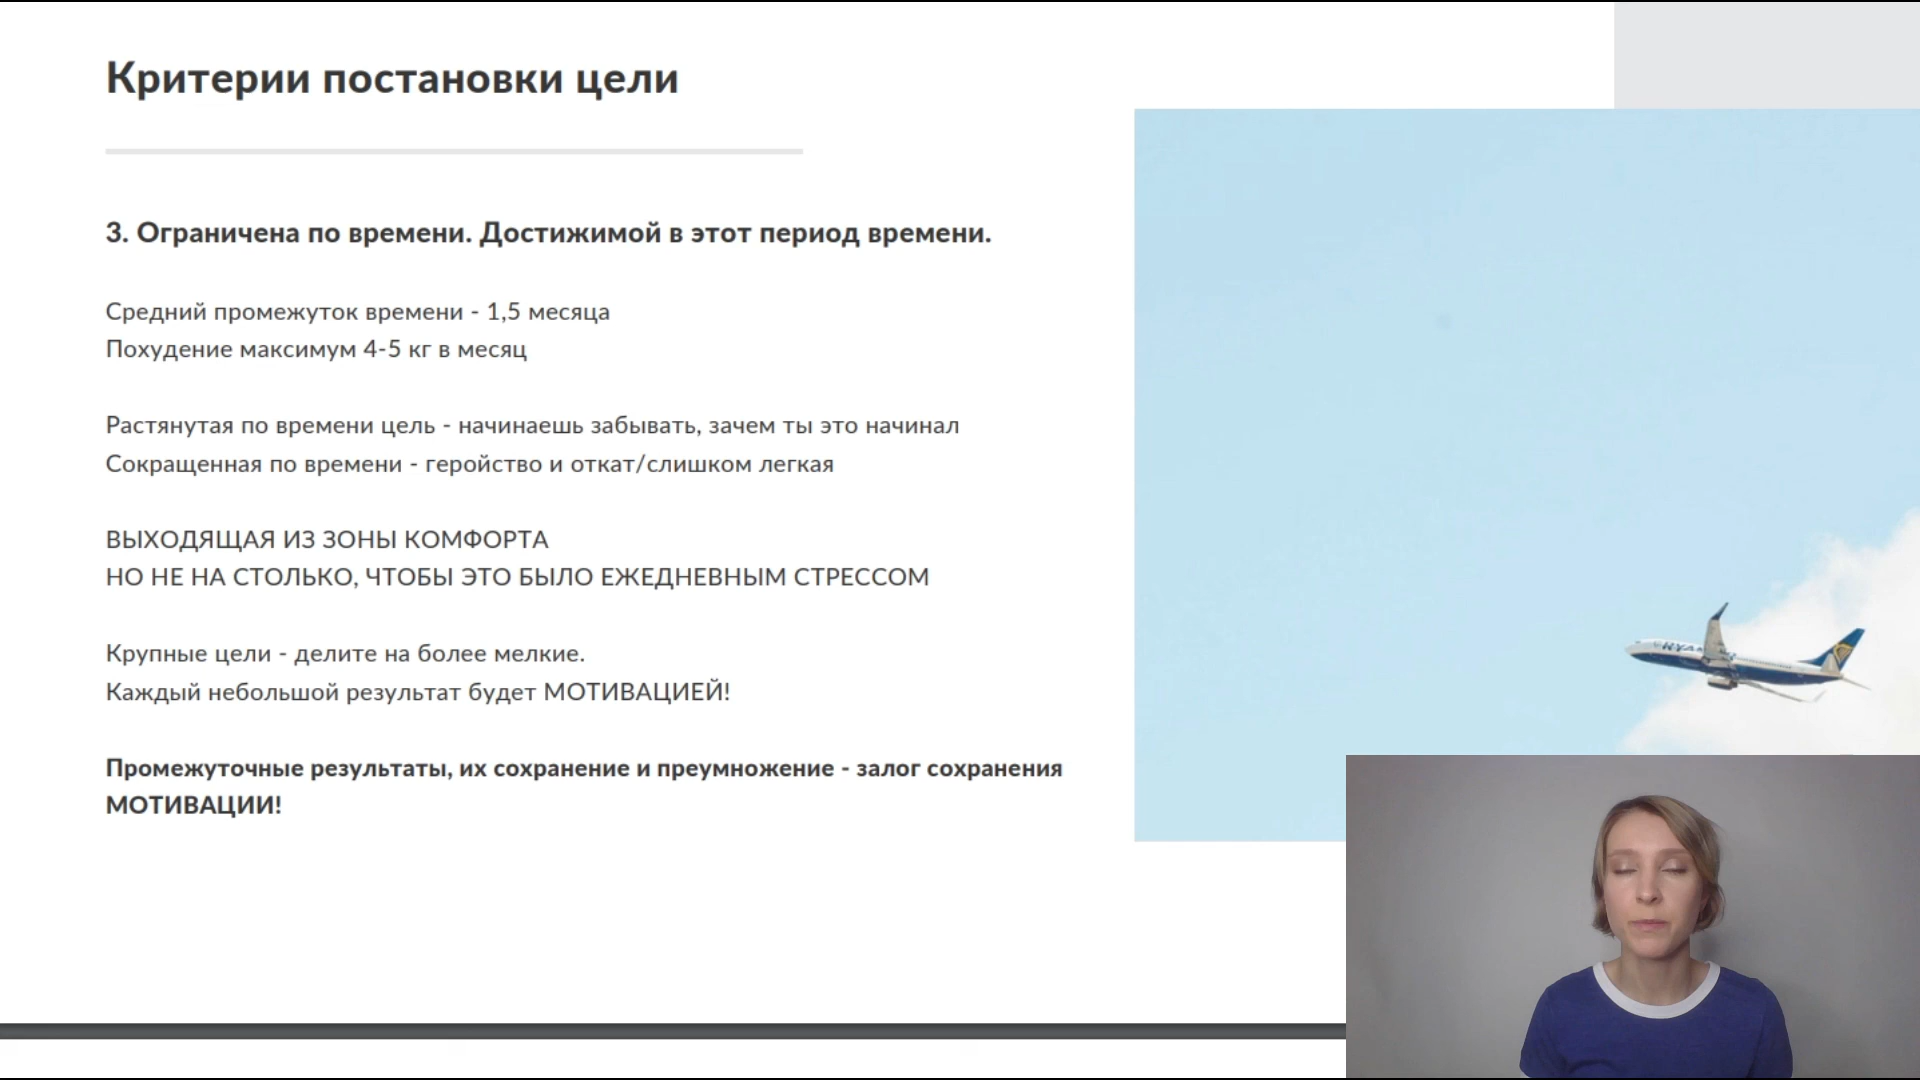 Критерии постановки цели
3. Ограничена по времени. Достижимой в этот период времени.
Средний промежуток времени - 1,5 месяца
Похудение максимум 4-5 кг в месяц
Растянутая по времени цель - начинаешь забывать, зачем ты это начинал
Сокращенная по времени - геройство и откат/слишком легкая
ВЫХОДЯЩАЯ ИЗ ЗОНЫ КОМФОРТА
НО НЕ НА СТОЛЬКО, ЧТОБЫ ЭТО БЫЛО ЕЖЕДНЕВНЫМ СТРЕССОМ
Крупные цели - делите на более мелкие.
Каждый небольшой результат будет МОТИВАЦИЕЙ!
Промежуточные результаты, их сохранение и преумножение - залог сохранения
МОТИВАЦИИ!